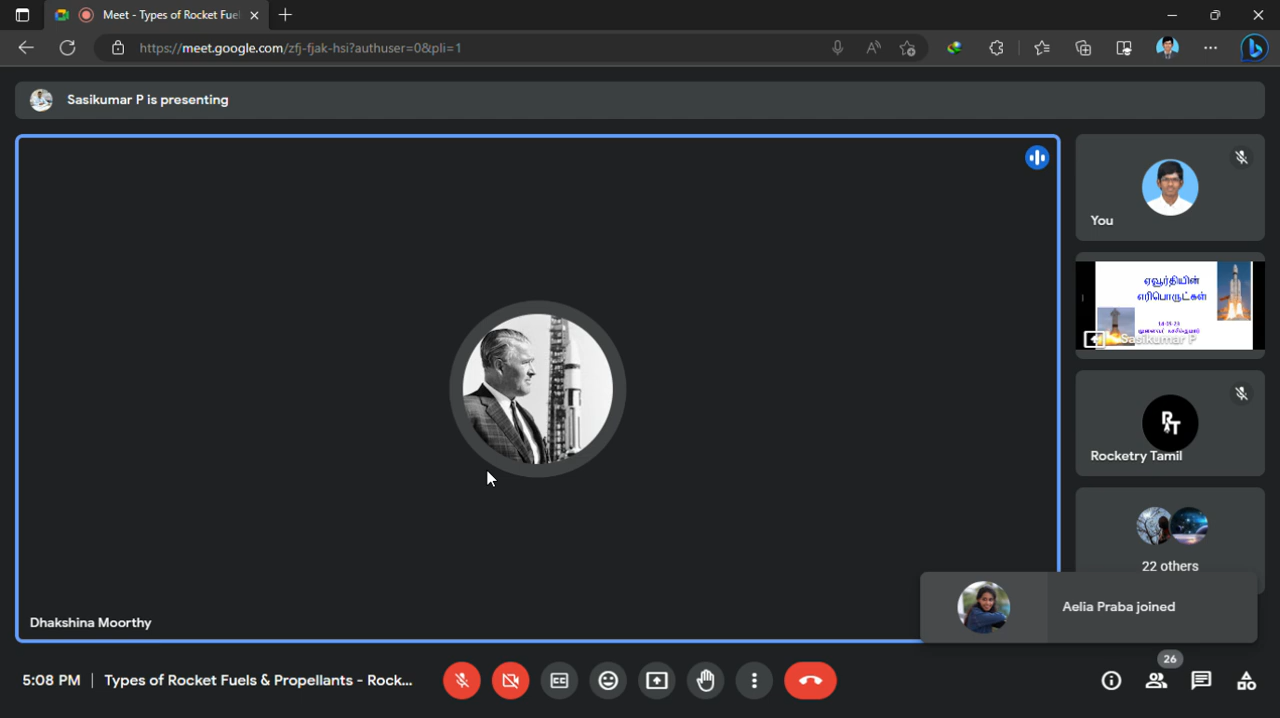 Meet - Types of Rocket Fuel
https://meet.google.com/zfj-fjak-hsi?authuser=0&pli=1
Sasikumar P is presenting
You
ஏவூர்தியின்
எரிபொருட்கள்
Sasikumar P
RT
Rocketry Tamil
22 others
Aelia Praba joined
Dhakshina Moorthy
26
5:08 PM | Types of Rocket Fuels & Propellants - Rock...